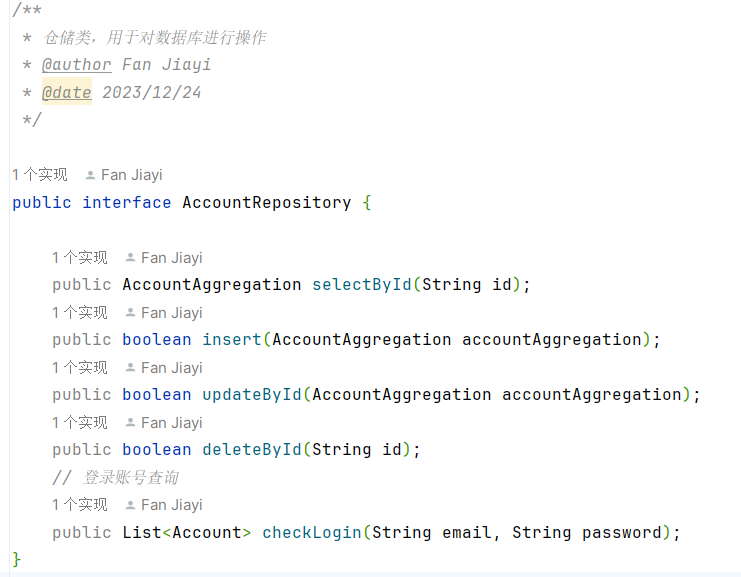 /**
 * 仓储类，用于对数据库进行操作
 * @author Fan Jiayi
 * @date 2023/12/24
 */
1 个实现 Fan Jiayi
public interface AccountRepository {
1 个实现 Fan Jiayi
public AccountAggregation selectById(String id);
1 个实现 Fan Jiayi
public boolean insert(AccountAggregation accountAggregation);
1 个实现 Fan Jiayi
public boolean updateById(AccountAggregation accountAggregation);
1 个实现 Fan Jiayi
public boolean deleteById(String id);
// 登录账号查询
1 个实现 Fan Jiayi
public List<Account> checkLogin(String email, String password);
}